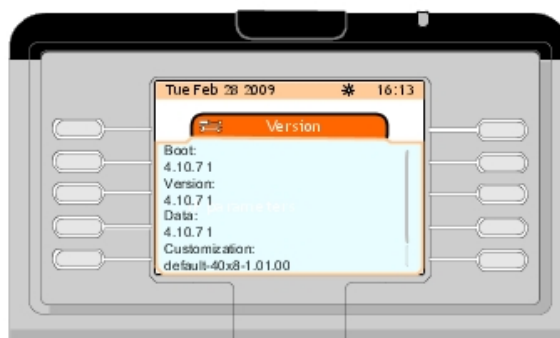 Tue Feb 28 2009 16:13
Version
Boot:
4.10.7 1
Version:
4.10.7 1
Data:
4.10.7 1
Customization:
default-40x8-1.01.00